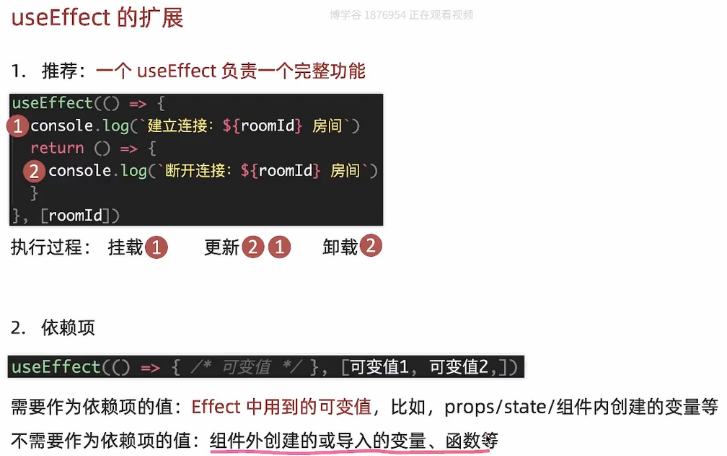 useEffect 的扩展
博学谷 1876954 正在观看视频
1. 推荐：一个 useEffect 负责一个完整功能
useEffect(() => {
1 console.log(`建立连接：${roomId} 房间`)
return () => {
2 console.log(`断开连接：${roomId} 房间`)
}
}, [roomId])
执行过程： 挂载 1 更新 2 1 卸载 2
2. 依赖项
useEffect(() => { /* 可变值 */ }, [可变值1, 可变值2,])
需要作为依赖项的值：Effect 中用到的可变值，比如，props/state/组件内创建的变量等
不需要作为依赖项的值：组件外创建的或导入的变量、函数等